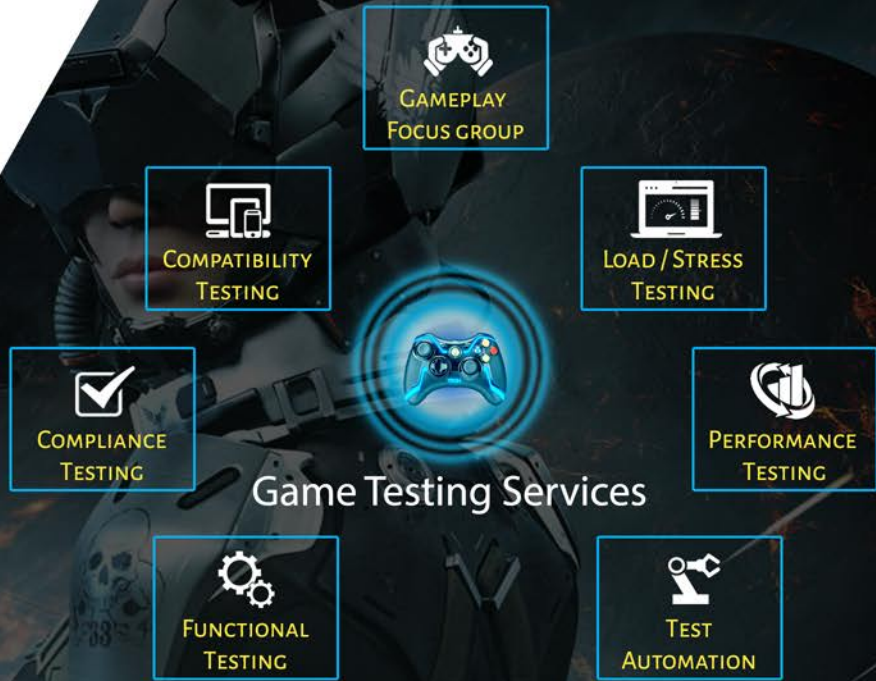 Gameplay
Focus group
Compatibility
Testing
Load / Stress
Testing
Compliance
Testing
Performance
Testing
Game Testing Services
Functional
Testing
Test
Automation